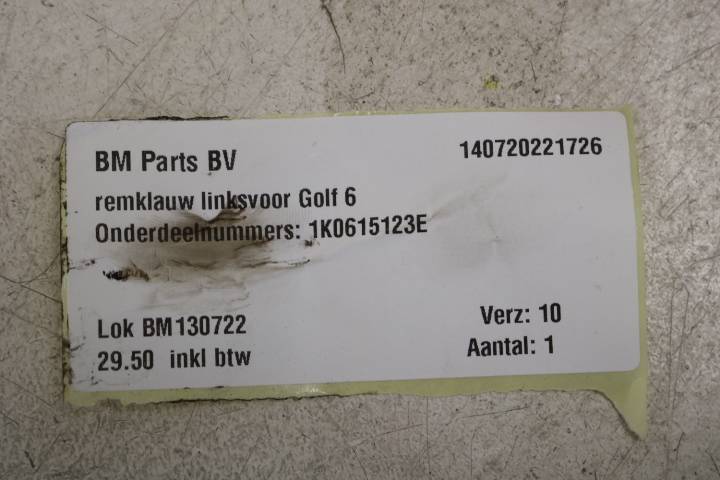 BM Parts BV
140720221726
remklauw linksvoor Golf 6
Onderdeelnummers: 1K0615123E
Lok BM130722
Verz: 10
29.50 inkl btw
Aantal: 1